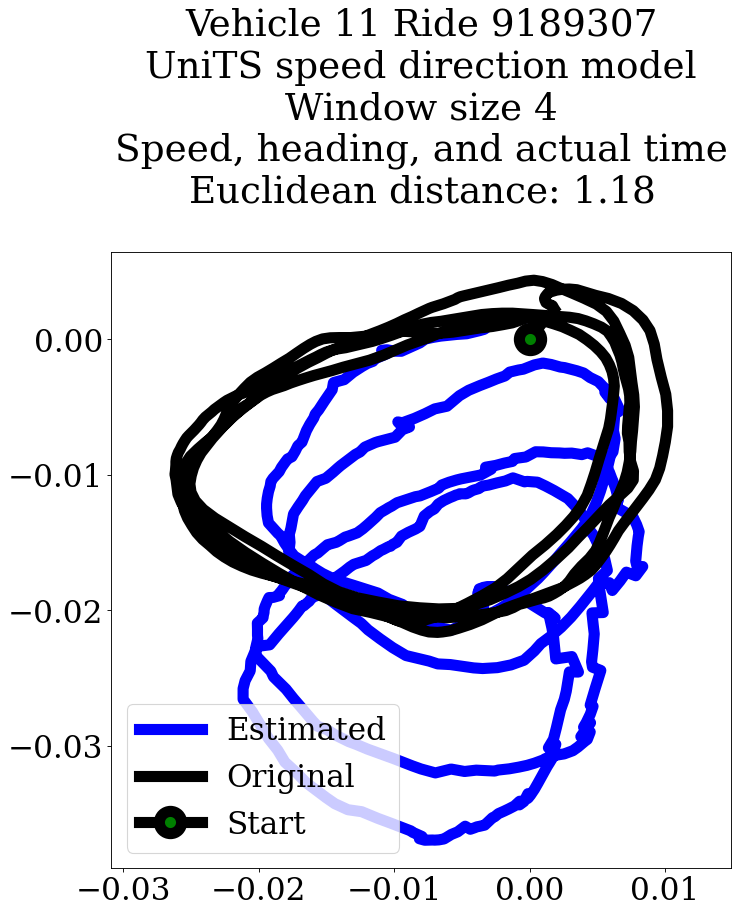 Vehicle 11 Ride 9189307
UniTS speed direction model
Window size 4
Speed, heading, and actual time
Euclidean distance: 1.18
0.00
−0.01
−0.02
−0.03
Estimated
Original
Start
−0.03 −0.02 −0.01 0.00 0.01